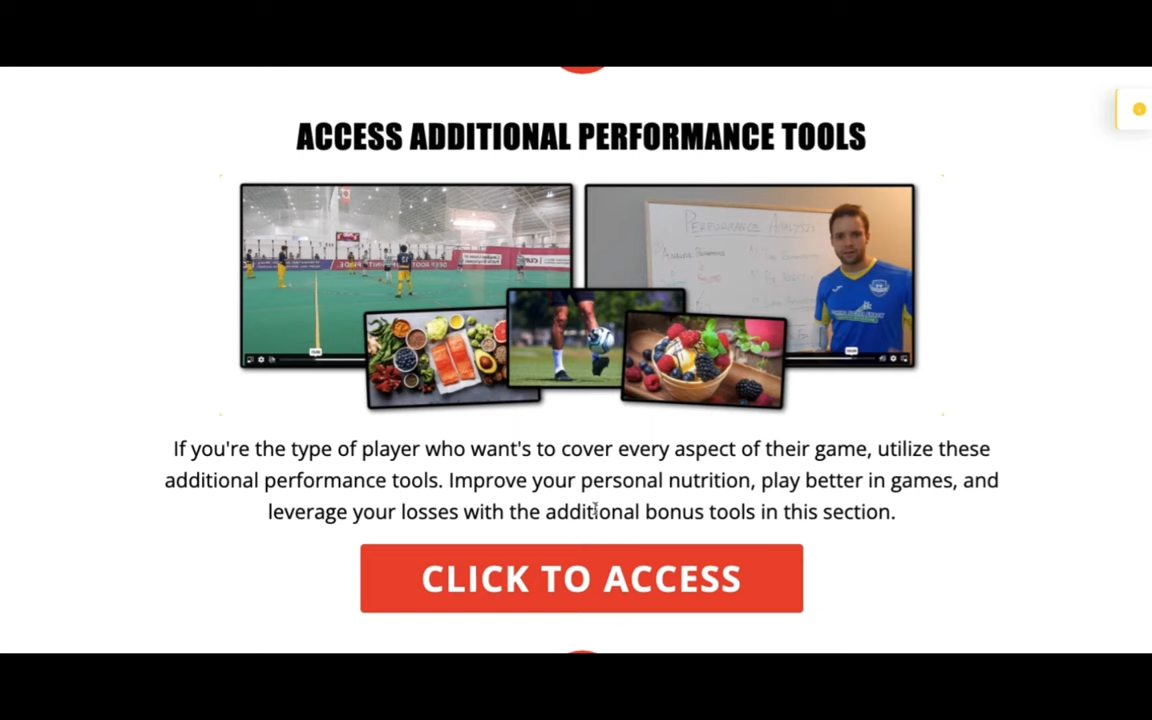 ACCESS ADDITIONAL PERFORMANCE TOOLS
PERFORMANCE ANALYSIS
If you're the type of player who want's to cover every aspect of their game, utilize these
additional performance tools. Improve your personal nutrition, play better in games, and
leverage your losses with the additional bonus tools in this section.
CLICK TO ACCESS